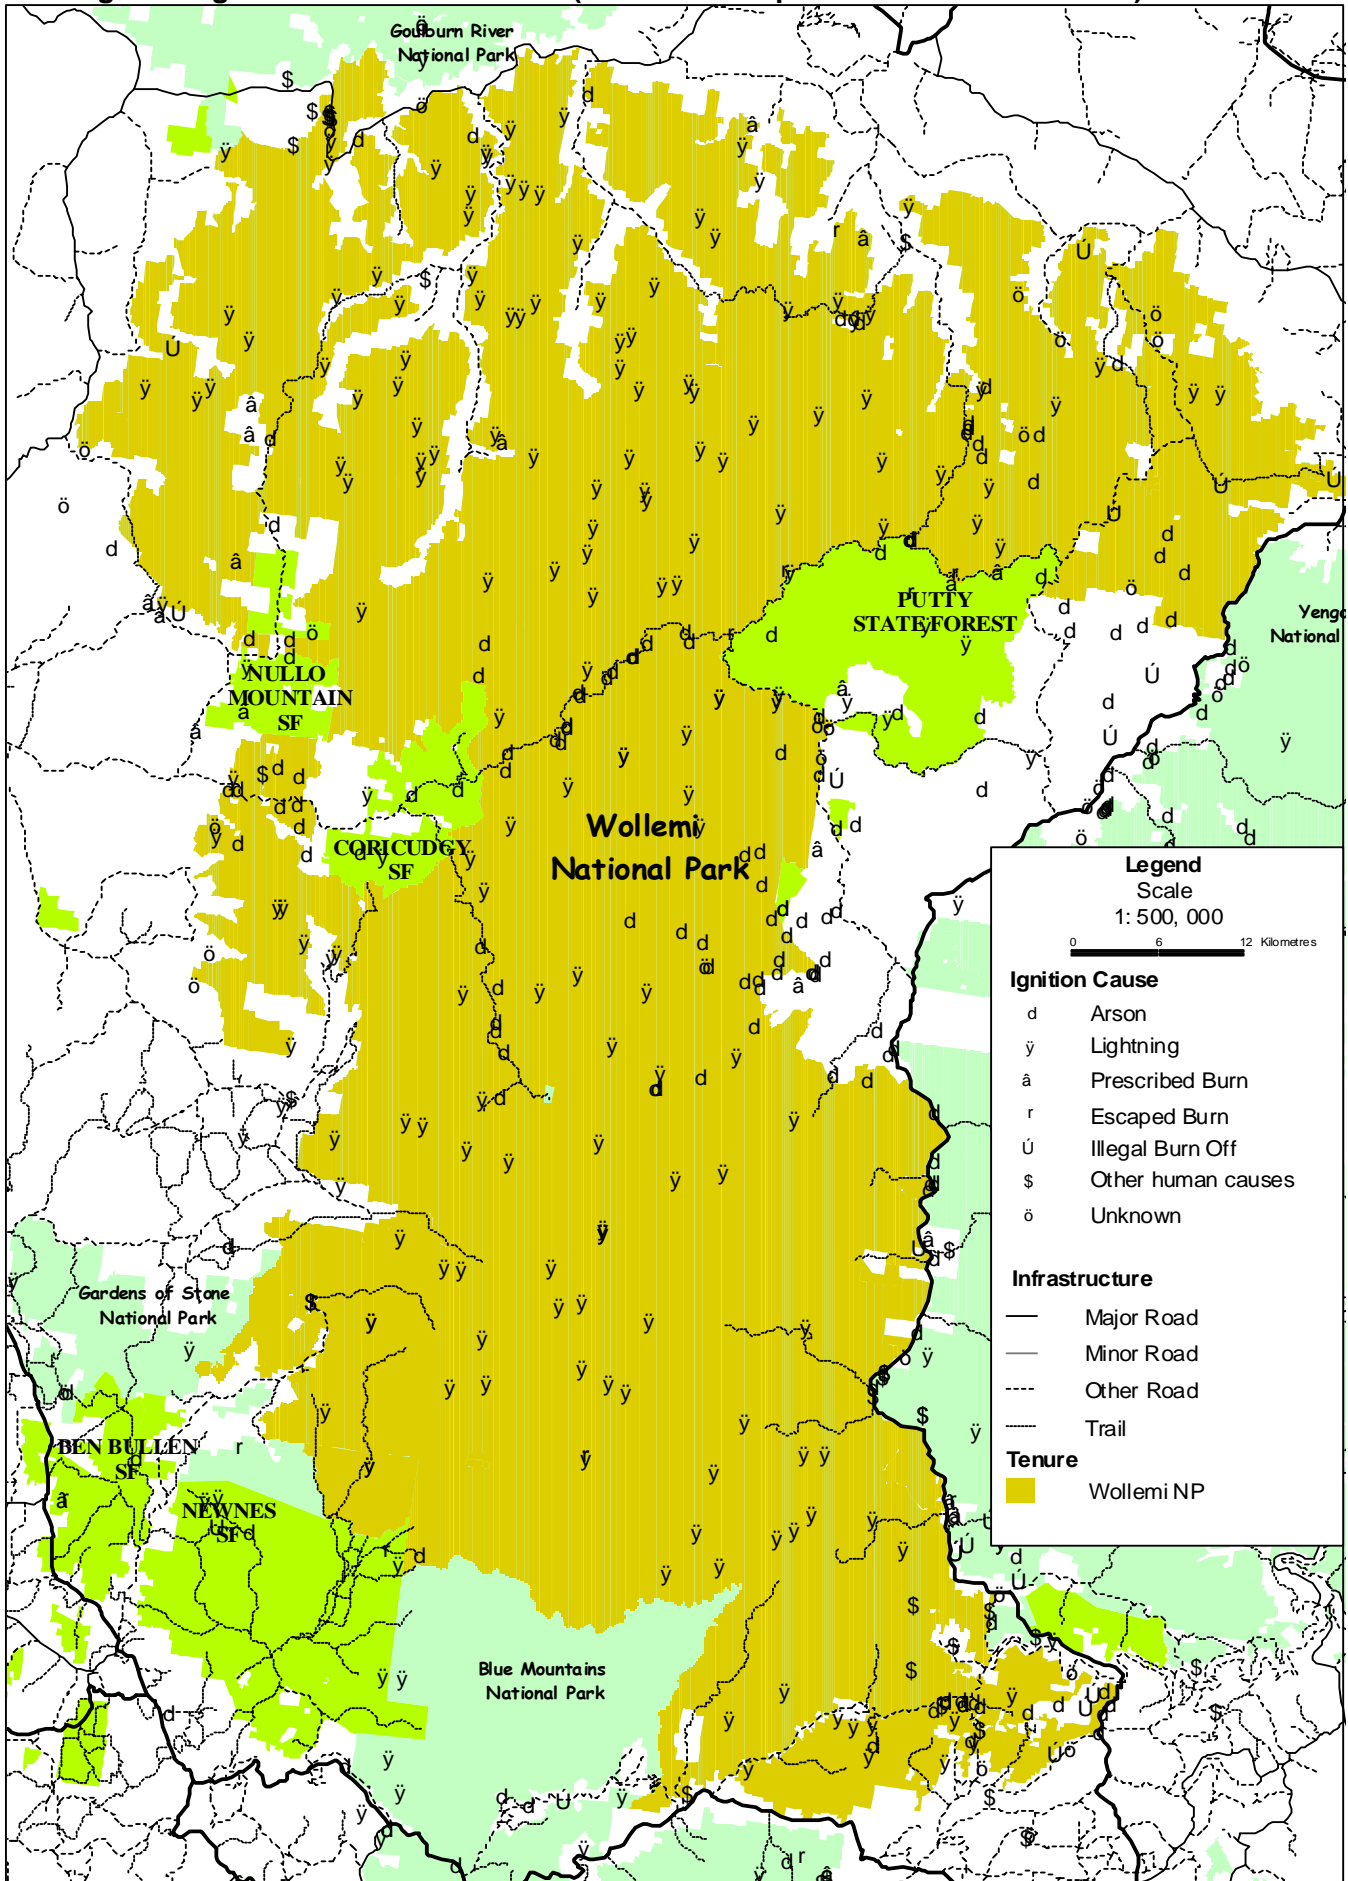 Goulburn River
National Park
Yengo
National
PUTTY
STATE FOREST
NULLO
MOUNTAIN
SF
Wollemi
National Park
CORICUDGY
SF
Legend
Scale
1: 500, 000
0 6 12 Kilometres
Ignition Cause
d Arson
ÿ Lightning
â Prescribed Burn
r Escaped Burn
Ú Illegal Burn Off
$ Other human causes
ö Unknown
Infrastructure
Major Road
Minor Road
Other Road
Trail
Tenure
Wollemi NP
Gardens of Stone
National Park
BEN BULLEN
SF
NEWNES
SF
Blue Mountains
National Park